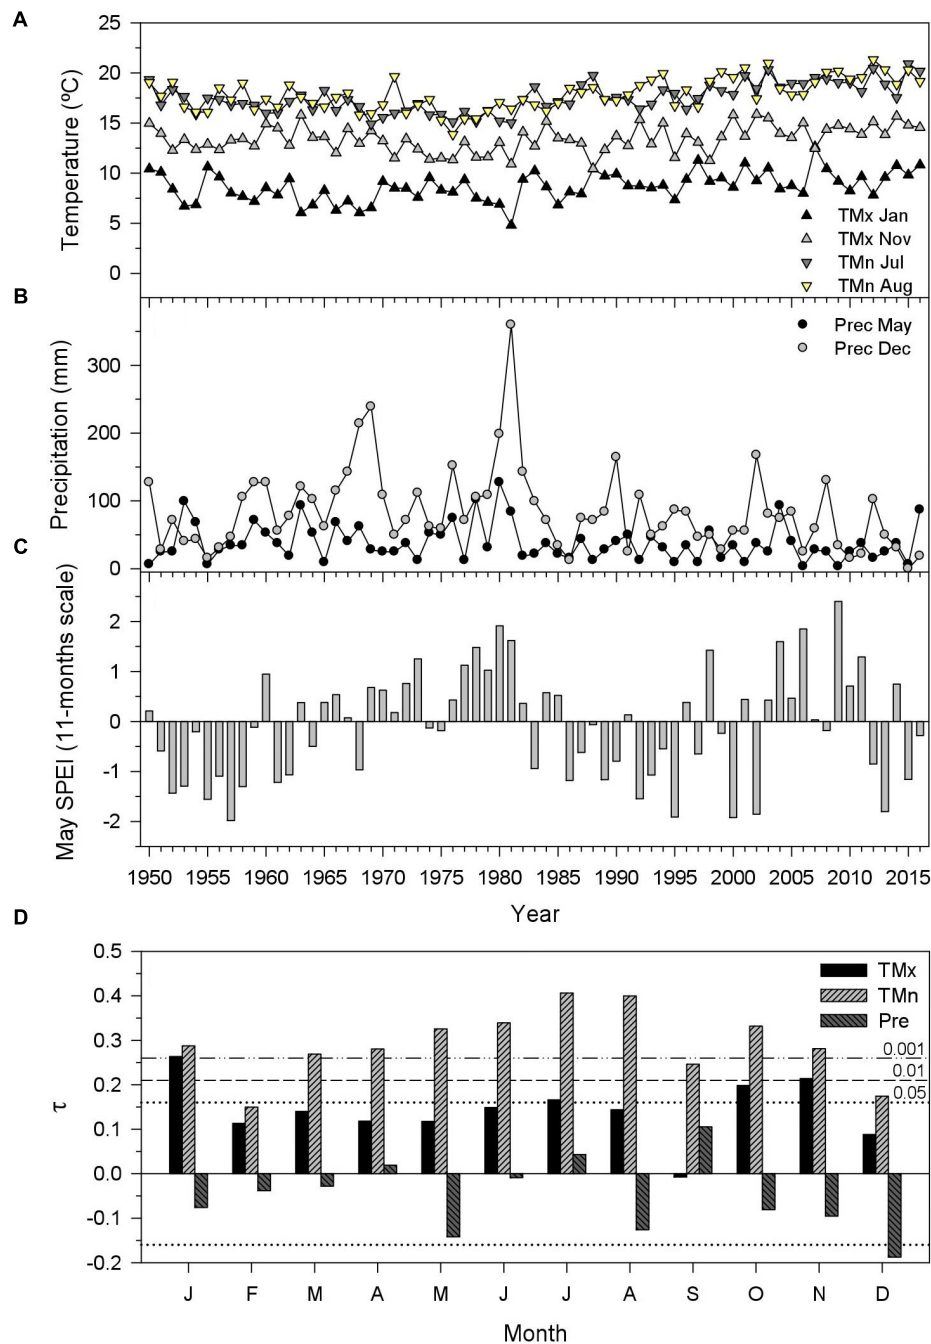 A
25
20
15
10
5
0
Temperature (ºC)
TMx Jan
TMx Nov
TMn Jul
TMn Aug
B
300
200
100
0
Precipitation (mm)
Prec May
Prec Dec
C
2
1
0
-1
-2
May SPEI (11-months scale)
1950 1955 1960 1965 1970 1975 1980 1985 1990 1995 2000 2005 2010 2015
Year
D
0.5
0.4
0.3
0.2
0.1
0.0
-0.1
-0.2
τ
TMx
TMn
Pre
0.001
0.01
0.05
J F M A M J J A S O N D
Month